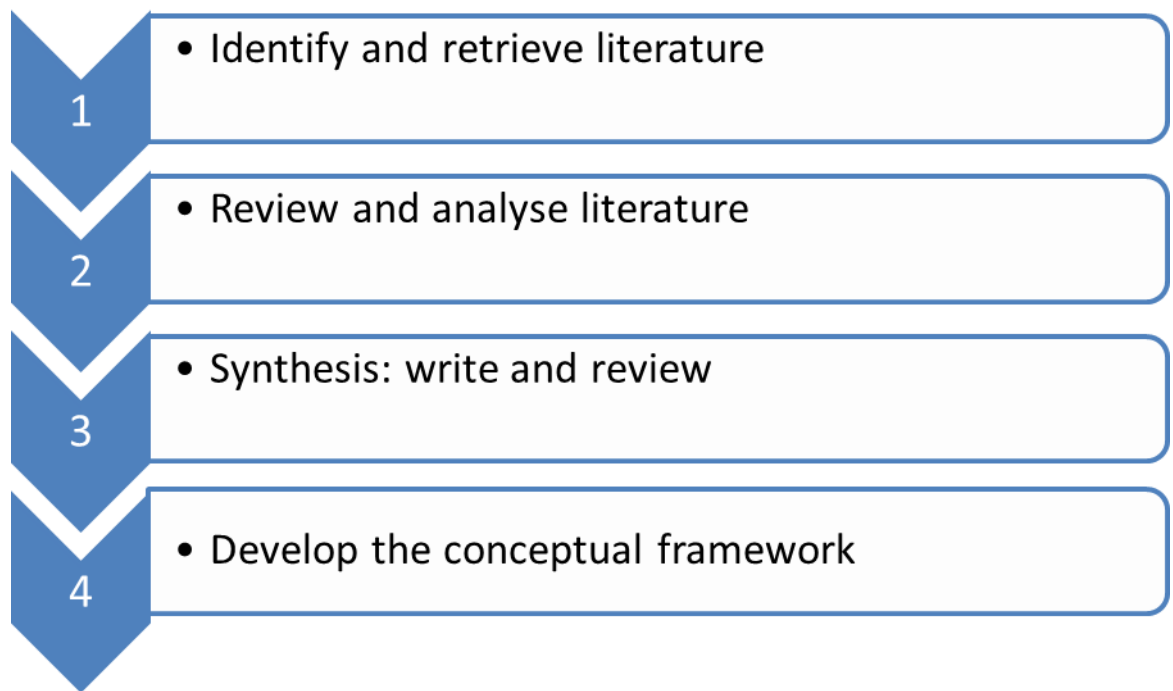 1
• Identify and retrieve literature
2
• Review and analyse literature
3
• Synthesis: write and review
4
• Develop the conceptual framework